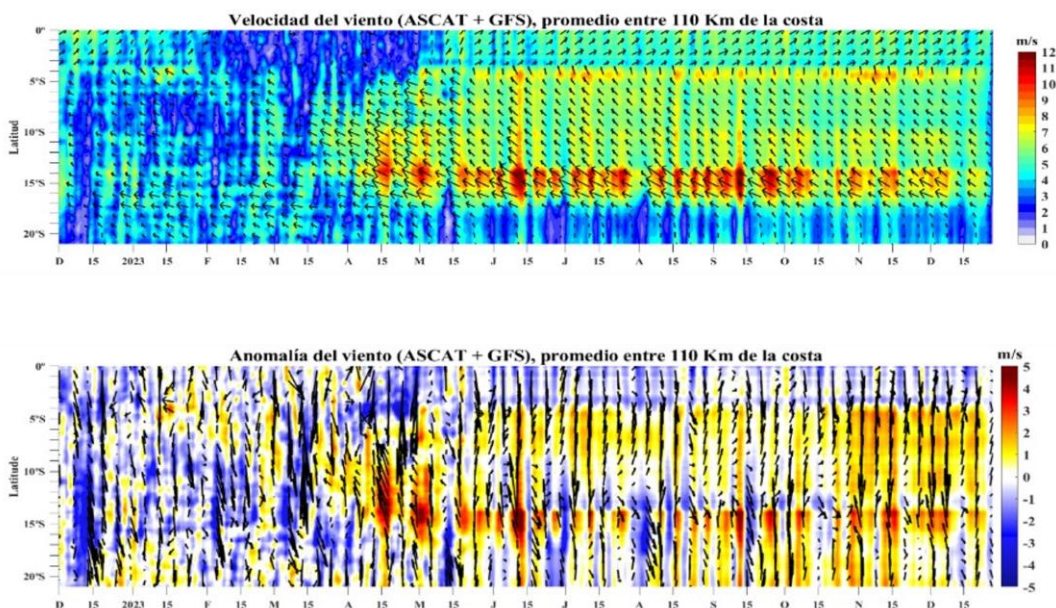 Velocidad del viento (ASCAT + GFS), promedio entre 110 Km de la costa
m/s
0°
5°S
10°S
15°S
20°S
Latitud
12
11
10
9
8
7
6
5
4
3
2
1
0
D 15 2023 15 F 15 M 15 A 15 M 15 J 15 J 15 A 15 S 15 O 15 N 15 D 15
Anomalía del viento (ASCAT + GFS), promedio entre 110 Km de la costa
m/s
0°
5°S
10°S
15°S
20°S
Latitude
5
4
3
2
1
0
-1
-2
-3
-4
-5
D 15 2023 15 F 15 M 15 A 15 M 15 J 15 J 15 A 15 S 15 O 15 N 15 D 15